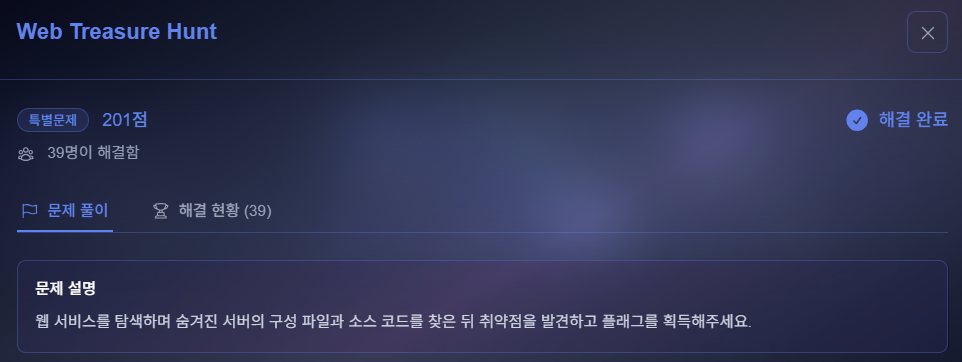 Web Treasure Hunt
특별문제 201점
해결 완료
39명이 해결함
문제 풀이 해결 현황 (39)
문제 설명
웹 서비스를 탐색하며 숨겨진 서버의 구성 파일과 소스 코드를 찾은 뒤 취약점을 발견하고 플래그를 획득해주세요.